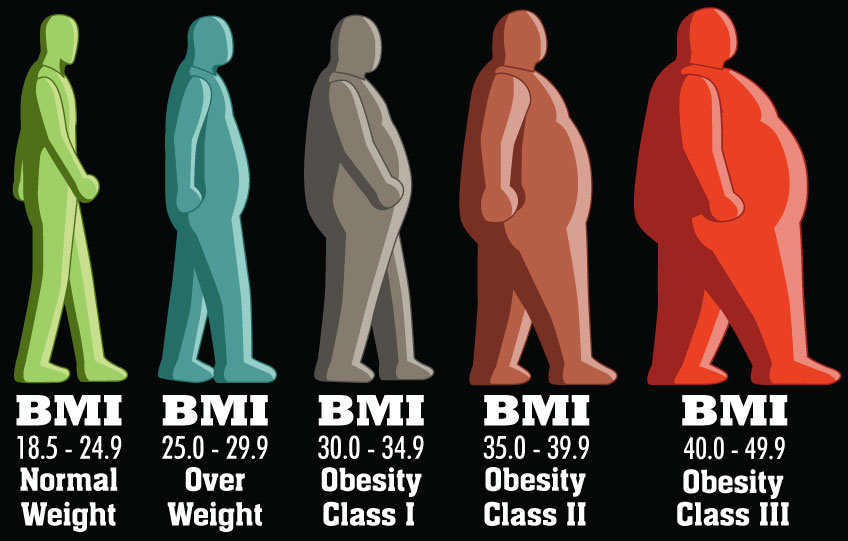 BMI
18.5 - 24.9
Normal
Weight
BMI
25.0 - 29.9
Over
Weight
BMI
30.0 - 34.9
Obesity
Class I
BMI
35.0 - 39.9
Obesity
Class II
BMI
40.0 - 49.9
Obesity
Class III